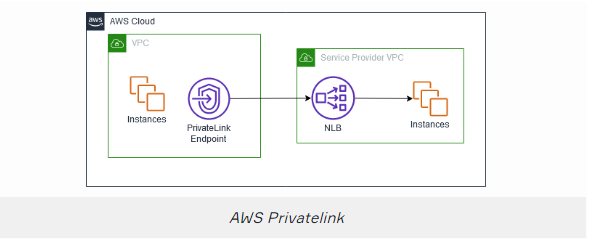 aws
AWS Cloud
VPC
Service Provider VPC
Instances
PrivateLink
Endpoint
NLB
Instances
AWS Privatelink